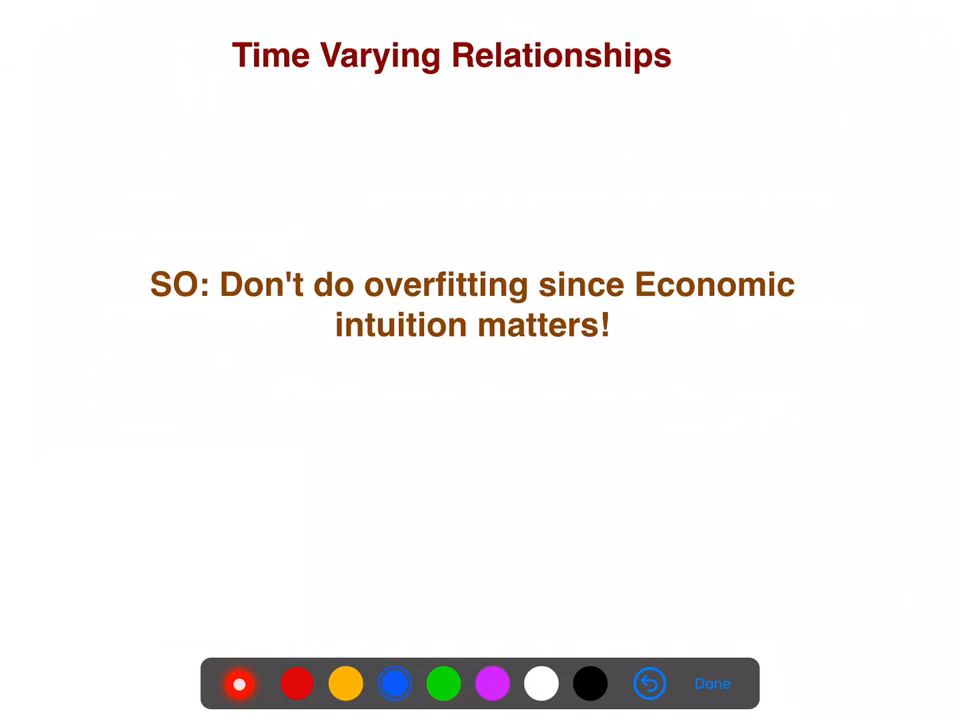 Time Varying Relationships
SO: Don't do overfitting since Economic
intuition matters!
Done